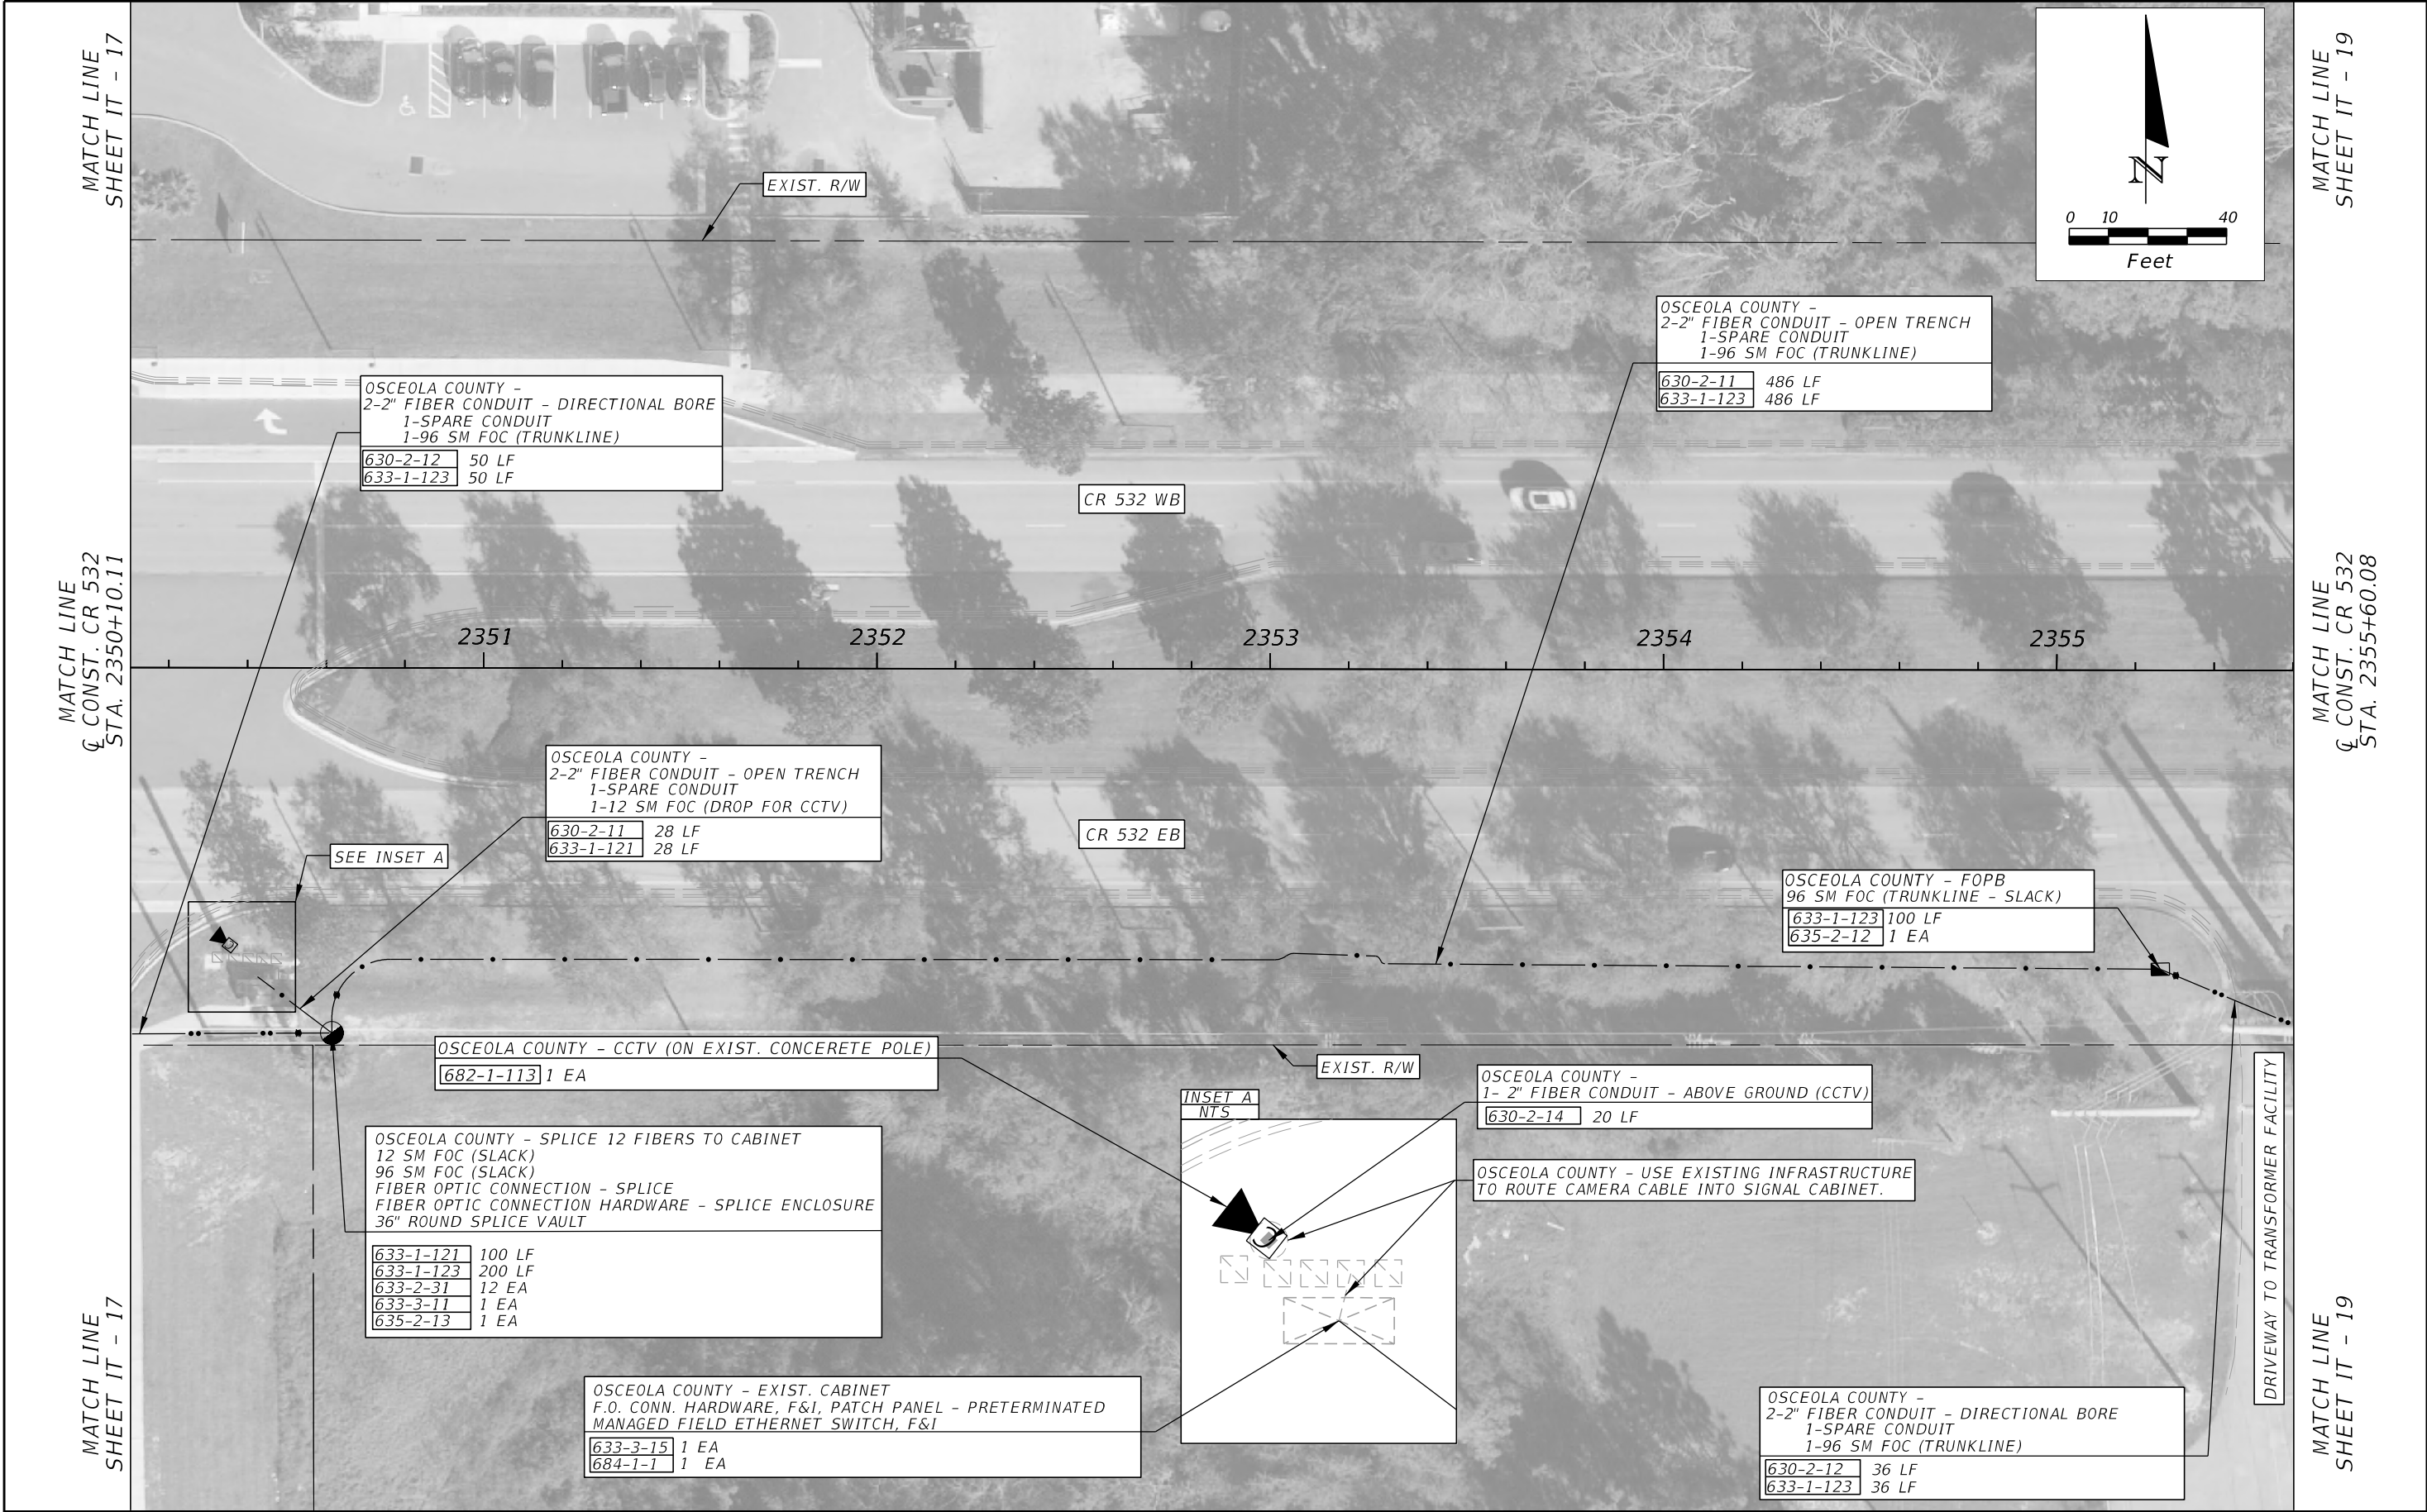 MATCH LINE
SHEET IT - 17
MATCH LINE
SHEET IT - 19
N
0 10 40
Feet
EXIST. R/W
OSCEOLA COUNTY -
2-2" FIBER CONDUIT - OPEN TRENCH
1-SPARE CONDUIT
1-96 SM FOC (TRUNKLINE)
630-2-11 486 LF
633-1-123 486 LF
OSCEOLA COUNTY -
2-2" FIBER CONDUIT - DIRECTIONAL BORE
1-SPARE CONDUIT
1-96 SM FOC (TRUNKLINE)
630-2-12 50 LF
633-1-123 50 LF
CR 532 WB
MATCH LINE
℄ CONST. CR 532
STA. 2350+10.11
2351 2352 2353 2354 2355
MATCH LINE
℄ CONST. CR 532
STA. 2355+60.08
OSCEOLA COUNTY -
2-2" FIBER CONDUIT - OPEN TRENCH
1-SPARE CONDUIT
1-12 SM FOC (DROP FOR CCTV)
630-2-11 28 LF
633-1-121 28 LF
CR 532 EB
SEE INSET A
OSCEOLA COUNTY - FOPB
96 SM FOC (TRUNKLINE - SLACK)
633-1-123 100 LF
635-2-12 1 EA
OSCEOLA COUNTY - CCTV (ON EXIST. CONCERETE POLE)
682-1-113 1 EA
EXIST. R/W
OSCEOLA COUNTY -
1- 2" FIBER CONDUIT - ABOVE GROUND (CCTV)
630-2-14 20 LF
INSET A
NTS
OSCEOLA COUNTY - USE EXISTING INFRASTRUCTURE
TO ROUTE CAMERA CABLE INTO SIGNAL CABINET.
OSCEOLA COUNTY - SPLICE 12 FIBERS TO CABINET
12 SM FOC (SLACK)
96 SM FOC (SLACK)
FIBER OPTIC CONNECTION - SPLICE
FIBER OPTIC CONNECTION HARDWARE - SPLICE ENCLOSURE
36" ROUND SPLICE VAULT
633-1-121 100 LF
633-1-123 200 LF
633-2-31 12 EA
633-3-11 1 EA
635-2-13 1 EA
DRIVEWAY TO TRANSFORMER FACILITY
OSCEOLA COUNTY - EXIST. CABINET
F.O. CONN. HARDWARE, F&I, PATCH PANEL - PRETERMINATED
MANAGED FIELD ETHERNET SWITCH, F&I
633-3-15 1 EA
684-1-1 1 EA
OSCEOLA COUNTY -
2-2" FIBER CONDUIT - DIRECTIONAL BORE
1-SPARE CONDUIT
1-96 SM FOC (TRUNKLINE)
630-2-12 36 LF
633-1-123 36 LF
MATCH LINE
SHEET IT - 17
MATCH LINE
SHEET IT - 19